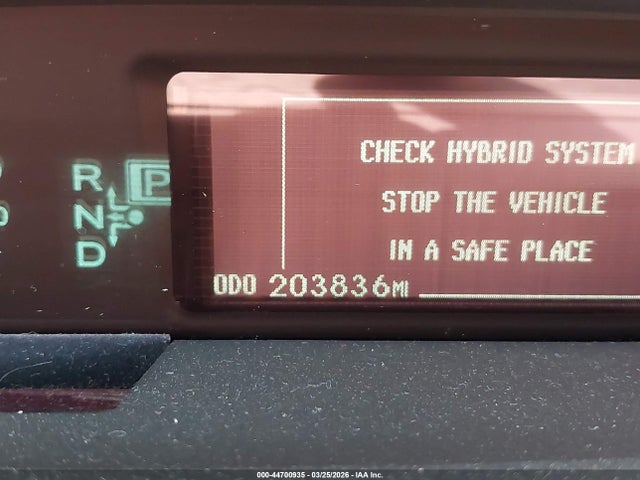 R P
N
D
CHECK HYBRID SYSTEM
STOP THE VEHICLE
IN A SAFE PLACE
ODO 203836MI
000-44700935 - 03/25/2026 - IAA Inc.